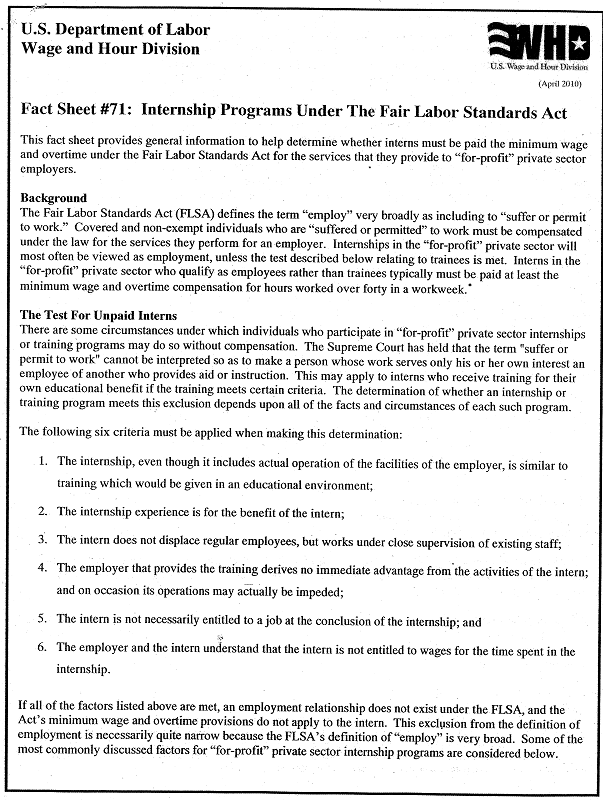 U.S. Department of Labor
Wage and Hour Division
WHD
U.S. Wage and Hour Division
(April 2010)
Fact Sheet #71: Internship Programs Under The Fair Labor Standards Act
This fact sheet provides general information to help determine whether interns must be paid the minimum wage
and overtime under the Fair Labor Standards Act for the services that they provide to “for-profit” private sector
employers.
Background
The Fair Labor Standards Act (FLSA) defines the term “employ” very broadly as including to “suffer or permit
to work.” Covered and non-exempt individuals who are “suffered or permitted” to work must be compensated
under the law for the services they perform for an employer. Internships in the “for-profit” private sector will
most often be viewed as employment, unless the test described below relating to trainees is met. Interns in the
“for-profit” private sector who qualify as employees rather than trainees typically must be paid at least the
minimum wage and overtime compensation for hours worked over forty in a workweek.*
The Test For Unpaid Interns
There are some circumstances under which individuals who participate in “for-profit” private sector internships
or training programs may do so without compensation. The Supreme Court has held that the term "suffer or
permit to work" cannot be interpreted so as to make a person whose work serves only his or her own interest an
employee of another who provides aid or instruction. This may apply to interns who receive training for their
own educational benefit if the training meets certain criteria. The determination of whether an internship or
training program meets this exclusion depends upon all of the facts and circumstances of each such program.
The following six criteria must be applied when making this determination:
1. The internship, even though it includes actual operation of the facilities of the employer, is similar to
training which would be given in an educational environment;
2. The internship experience is for the benefit of the intern;
3. The intern does not displace regular employees, but works under close supervision of existing staff;
4. The employer that provides the training derives no immediate advantage from the activities of the intern;
and on occasion its operations may actually be impeded;
5. The intern is not necessarily entitled to a job at the conclusion of the internship; and
6. The employer and the intern understand that the intern is not entitled to wages for the time spent in the
internship.
If all of the factors listed above are met, an employment relationship does not exist under the FLSA, and the
Act’s minimum wage and overtime provisions do not apply to the intern. This exclusion from the definition of
employment is necessarily quite narrow because the FLSA’s definition of “employ” is very broad. Some of the
most commonly discussed factors for “for-profit” private sector internship programs are considered below.